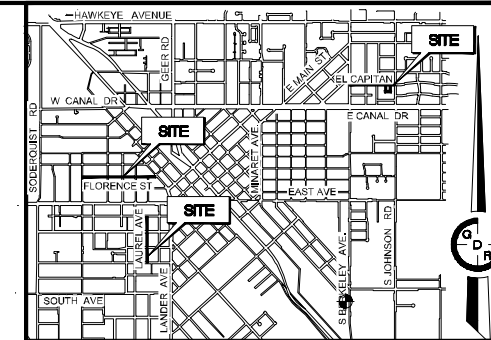 HAWKEYE AVENUE
GEER RD
E MAIN ST
SITE
EL CAPITAN
W CANAL DR
E CANAL DR
SODERQUIST RD
SITE
MINARET AVE.
FLORENCE ST
EAST AVE
SITE
LAUREL AVE
S BERKELEY AVE.
S JOHNSON RD
G
D
R
SOUTH AVE
LANDER AVE